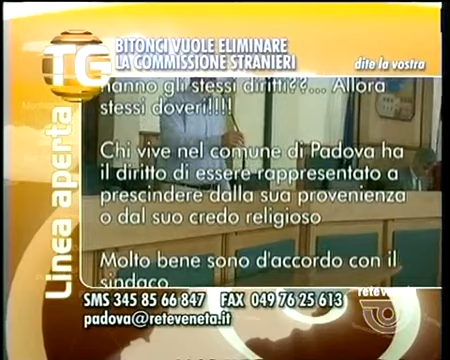 TG
Linea aperta
BITONCI VUOLE ELIMINARE
LA COMMISSIONE STRANIERI
dite la vostra
hanno gli stessi diritti??... Allora
stessi doveri!!!!
Chi vive nel comune di Padova ha
il diritto di essere rappresentato a
prescindere dalla sua provenienza
o dal suo credo religioso
Molto bene sono d'accordo con il
sindaco
SMS 345 85 66 847 FAX 049 76 25 613
padova@reteveneta.it
reteveneta